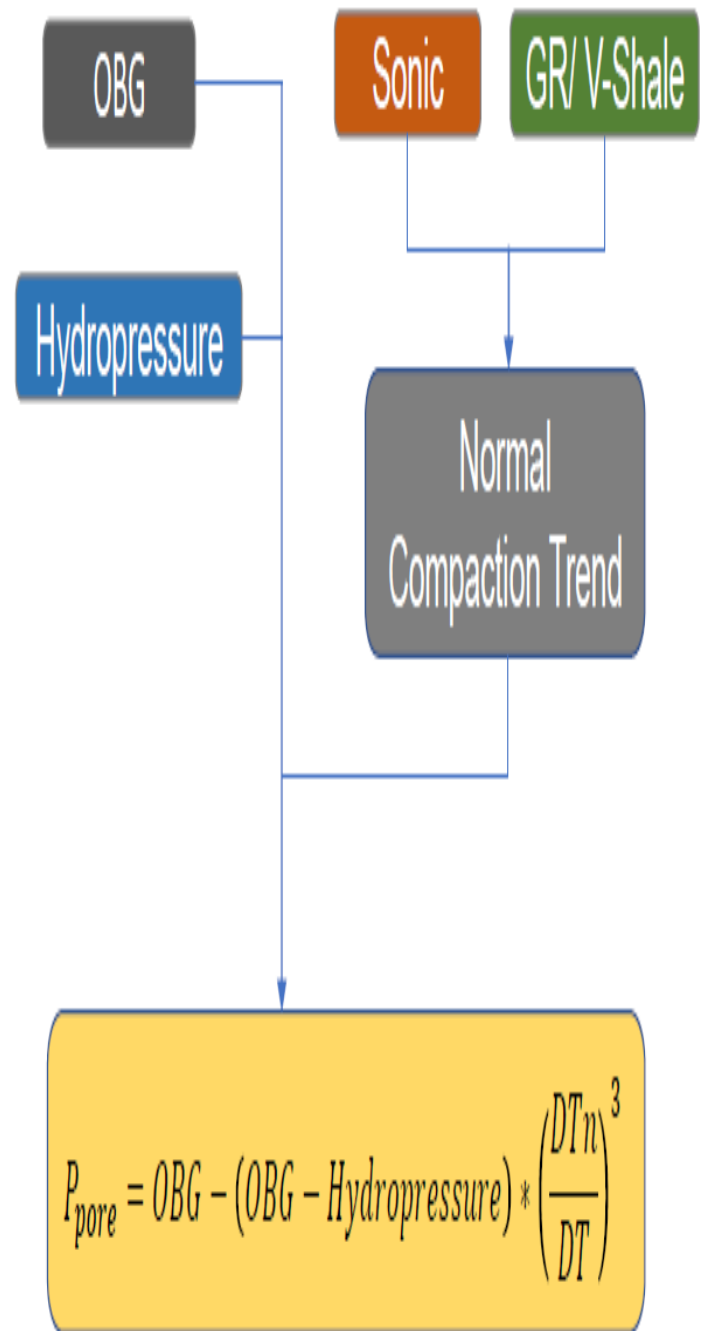 OBG
Sonic
GR/ V-Shale
Hydropressure
Normal
Compaction Trend
P_pore = OBG − (OBG − Hydropressure) * (DTn/DT)^3